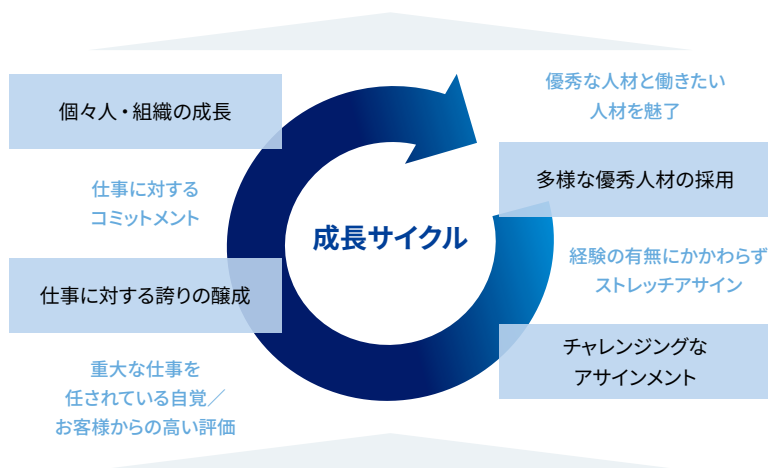 優秀な人材と働きたい
人材を魅了
個々人・組織の成長
多様な優秀人材の採用
仕事に対する
コミットメント
成長サイクル
経験の有無にかかわらず
ストレッチアサイン
仕事に対する誇りの醸成
チャレンジングな
アサインメント
重大な仕事を
任されている自覚／
お客様からの高い評価